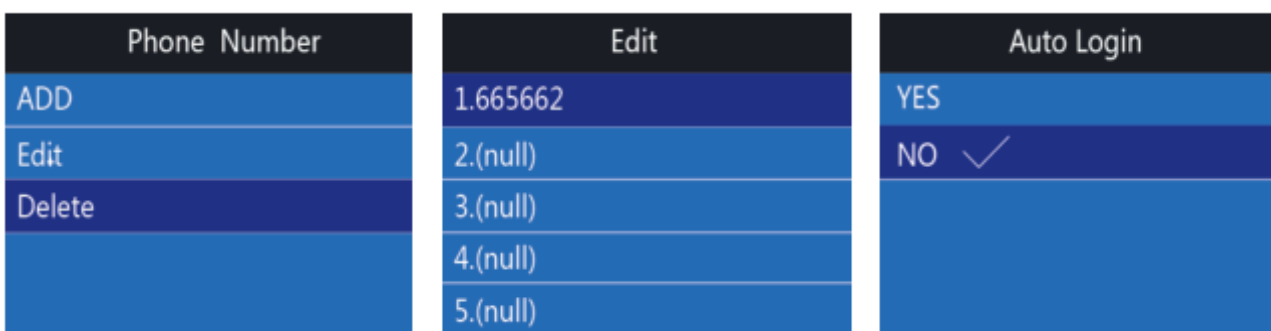 Phone Number
ADD
Edit
Delete
Edit
1.665662
2.(null)
3.(null)
4.(null)
5.(null)
Auto Login
YES
NO